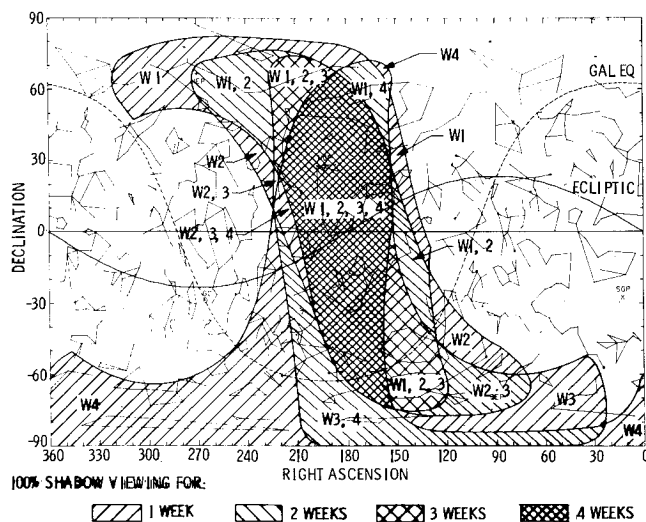 90
60
30
0
-30
-60
-90
DECLINATION
W1
W1, 2
W1, 2, 3
W1, 4
W4
GAL EQ
W1
W2
W2, 3
W2, 3, 4
W1, 2, 3, 4
ECLIPTIC
W1, 2
SGP
X
W2
W1, 2, 3
W2, 3
SEP
W3
W4
W3, 4
W4
360 330 300 270 240 210 180 150 120 90 60 30 0
RIGHT ASCENSION
100% SHADOW VIEWING FOR:
1 WEEK 2 WEEKS 3 WEEKS 4 WEEKS